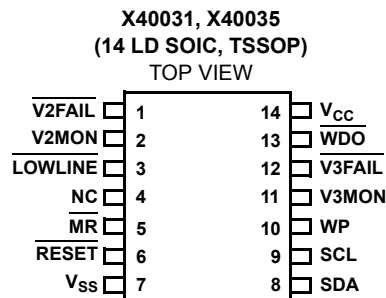 X40031, X40035
(14 LD SOIC, TSSOP)
TOP VIEW
V2FAIL 1 14 VCC
V2MON 2 13 WDO
LOWLINE 3 12 V3FAIL
NC 4 11 V3MON
MR 5 10 WP
RESET 6 9 SCL
VSS 7 8 SDA